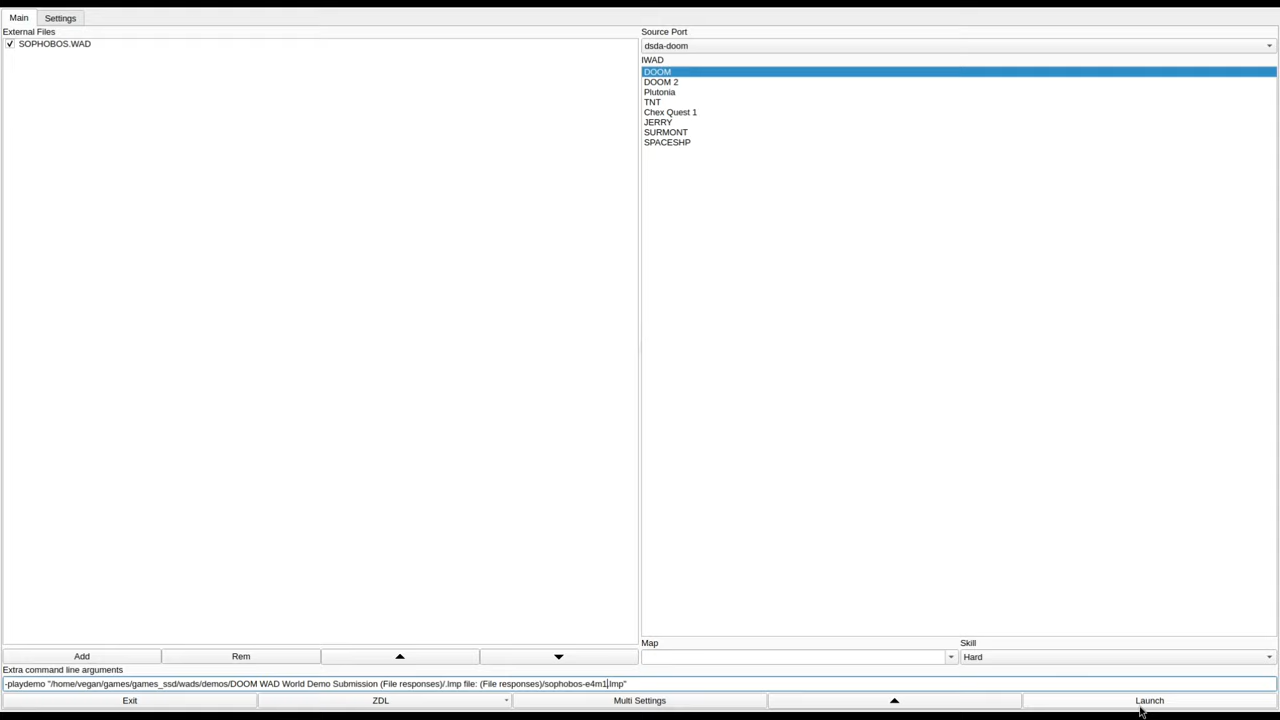 Main Settings
External Files
SOPHOBOS.WAD
Source Port
dsda-doom
IWAD
DOOM
DOOM 2
Plutonia
TNT
Chex Quest 1
JERRY
SURMONT
SPACESHP
Map
Skill
Hard
Add Rem
Extra command line arguments
-playdemo "/home/vegan/games/games_ssd/wads/demos/DOOM WAD World Demo Submission (File responses)/.lmp file: (File responses)/sophobos-e4m1.lmp"
Exit ZDL Multi Settings Launch